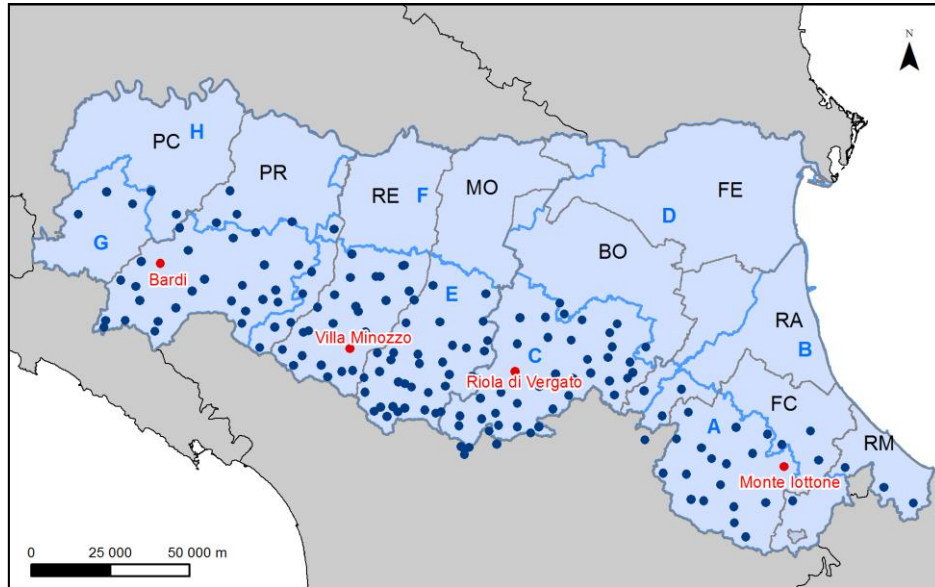 N
H
PC
PR
RE
F
MO
FE
D
BO
G
Bardi
E
RA
B
Villa Minozzo
C
Riola di Vergato
FC
A
RM
Monte Iottone
0
25 000
50 000 m